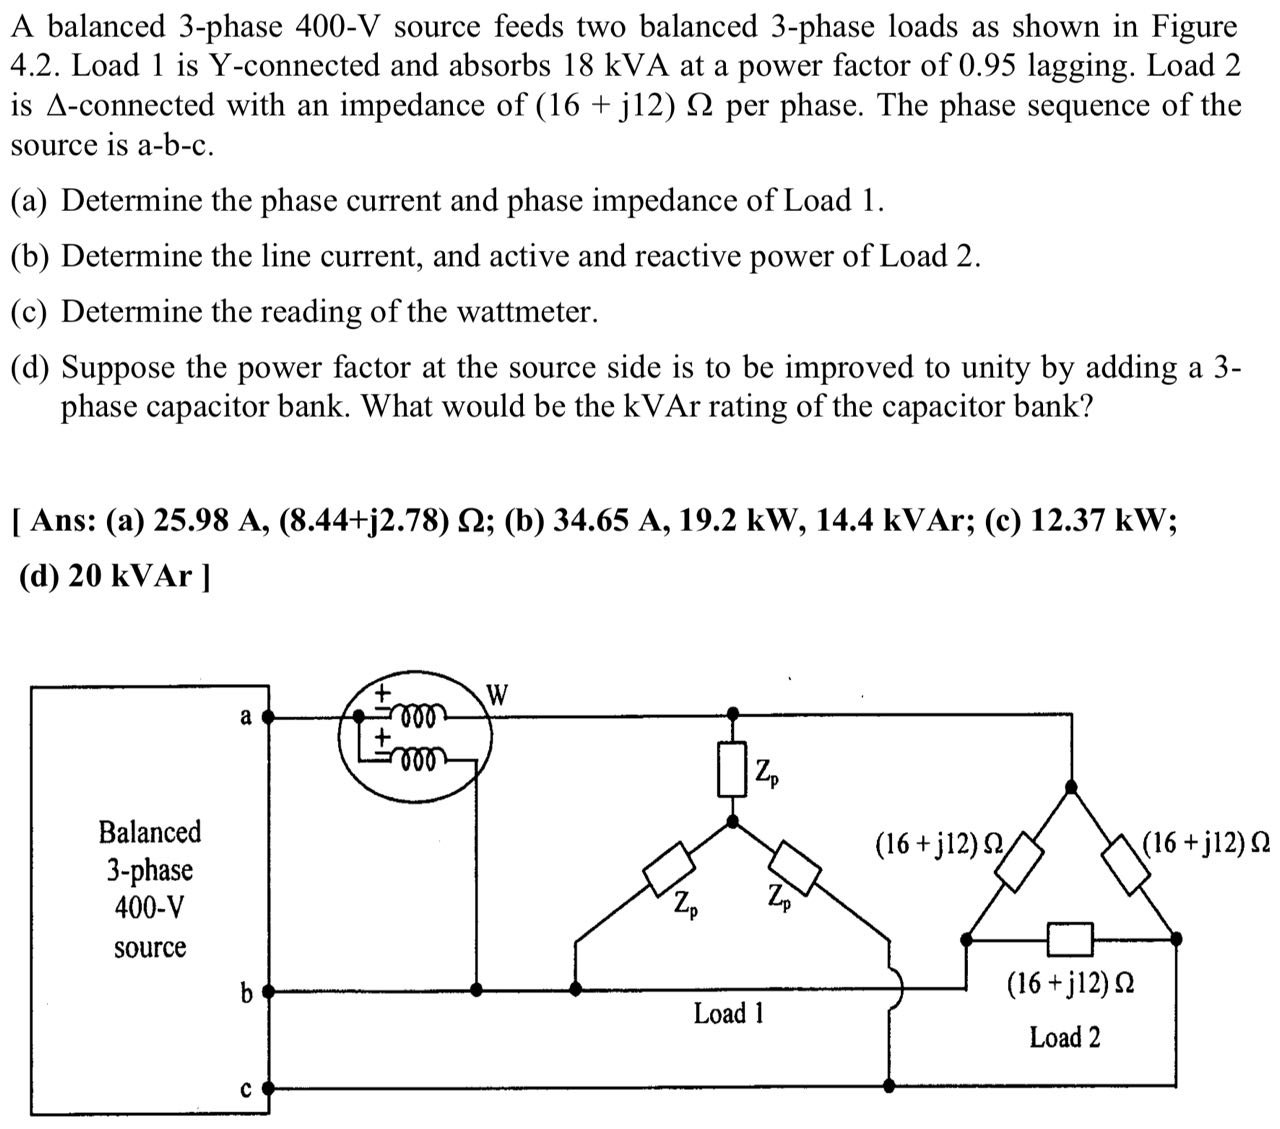 A balanced 3-phase 400-V source feeds two balanced 3-phase loads as shown in Figure
4.2. Load 1 is Y-connected and absorbs 18 kVA at a power factor of 0.95 lagging. Load 2
is Δ-connected with an impedance of (16 + j12) Ω per phase. The phase sequence of the
source is a-b-c.
(a) Determine the phase current and phase impedance of Load 1.
(b) Determine the line current, and active and reactive power of Load 2.
(c) Determine the reading of the wattmeter.
(d) Suppose the power factor at the source side is to be improved to unity by adding a 3-
phase capacitor bank. What would be the kVAr rating of the capacitor bank?
[ Ans: (a) 25.98 A, (8.44+j2.78) Ω; (b) 34.65 A, 19.2 kW, 14.4 kVAr; (c) 12.37 kW;
(d) 20 kVAr ]
+
W
a
+
Zp
Balanced
3-phase
400-V
source
(16 + j12) Ω
(16 + j12) Ω
Zp
Zp
b
(16 + j12) Ω
Load 1
Load 2
c